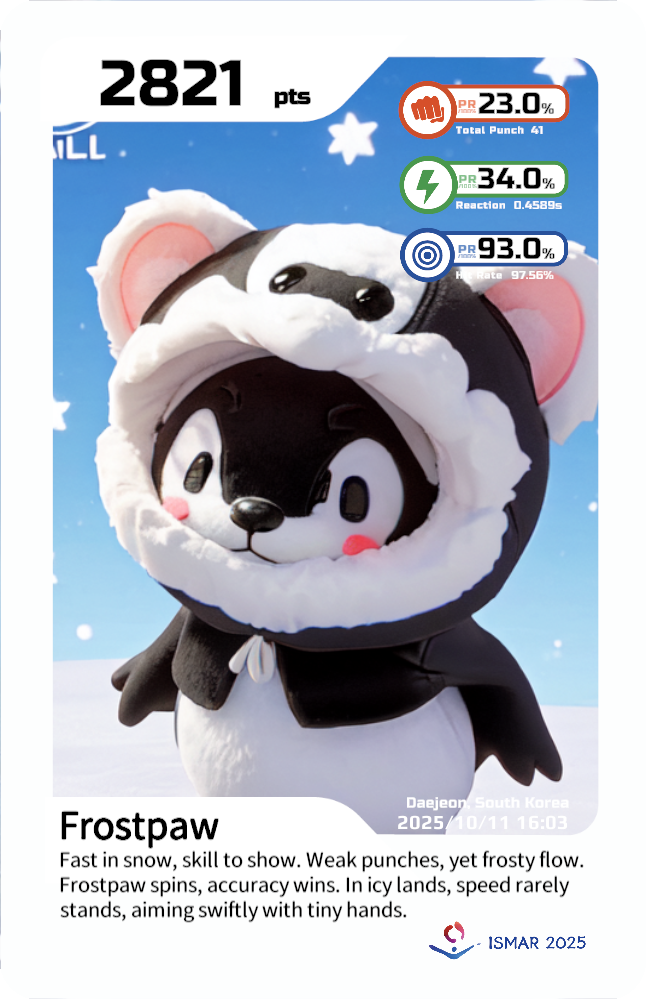 2821 pts
PR 23.0%
Total Punch 41
PR 34.0%
Reaction 0.4589s
PR 93.0%
Hit Rate 97.56%
Daejeon, South Korea
2025/10/11 16:03
Frostpaw
Fast in snow, skill to show. Weak punches, yet frosty flow.
Frostpaw spins, accuracy wins. In icy lands, speed rarely
stands, aiming swiftly with tiny hands.
ISMAR 2025